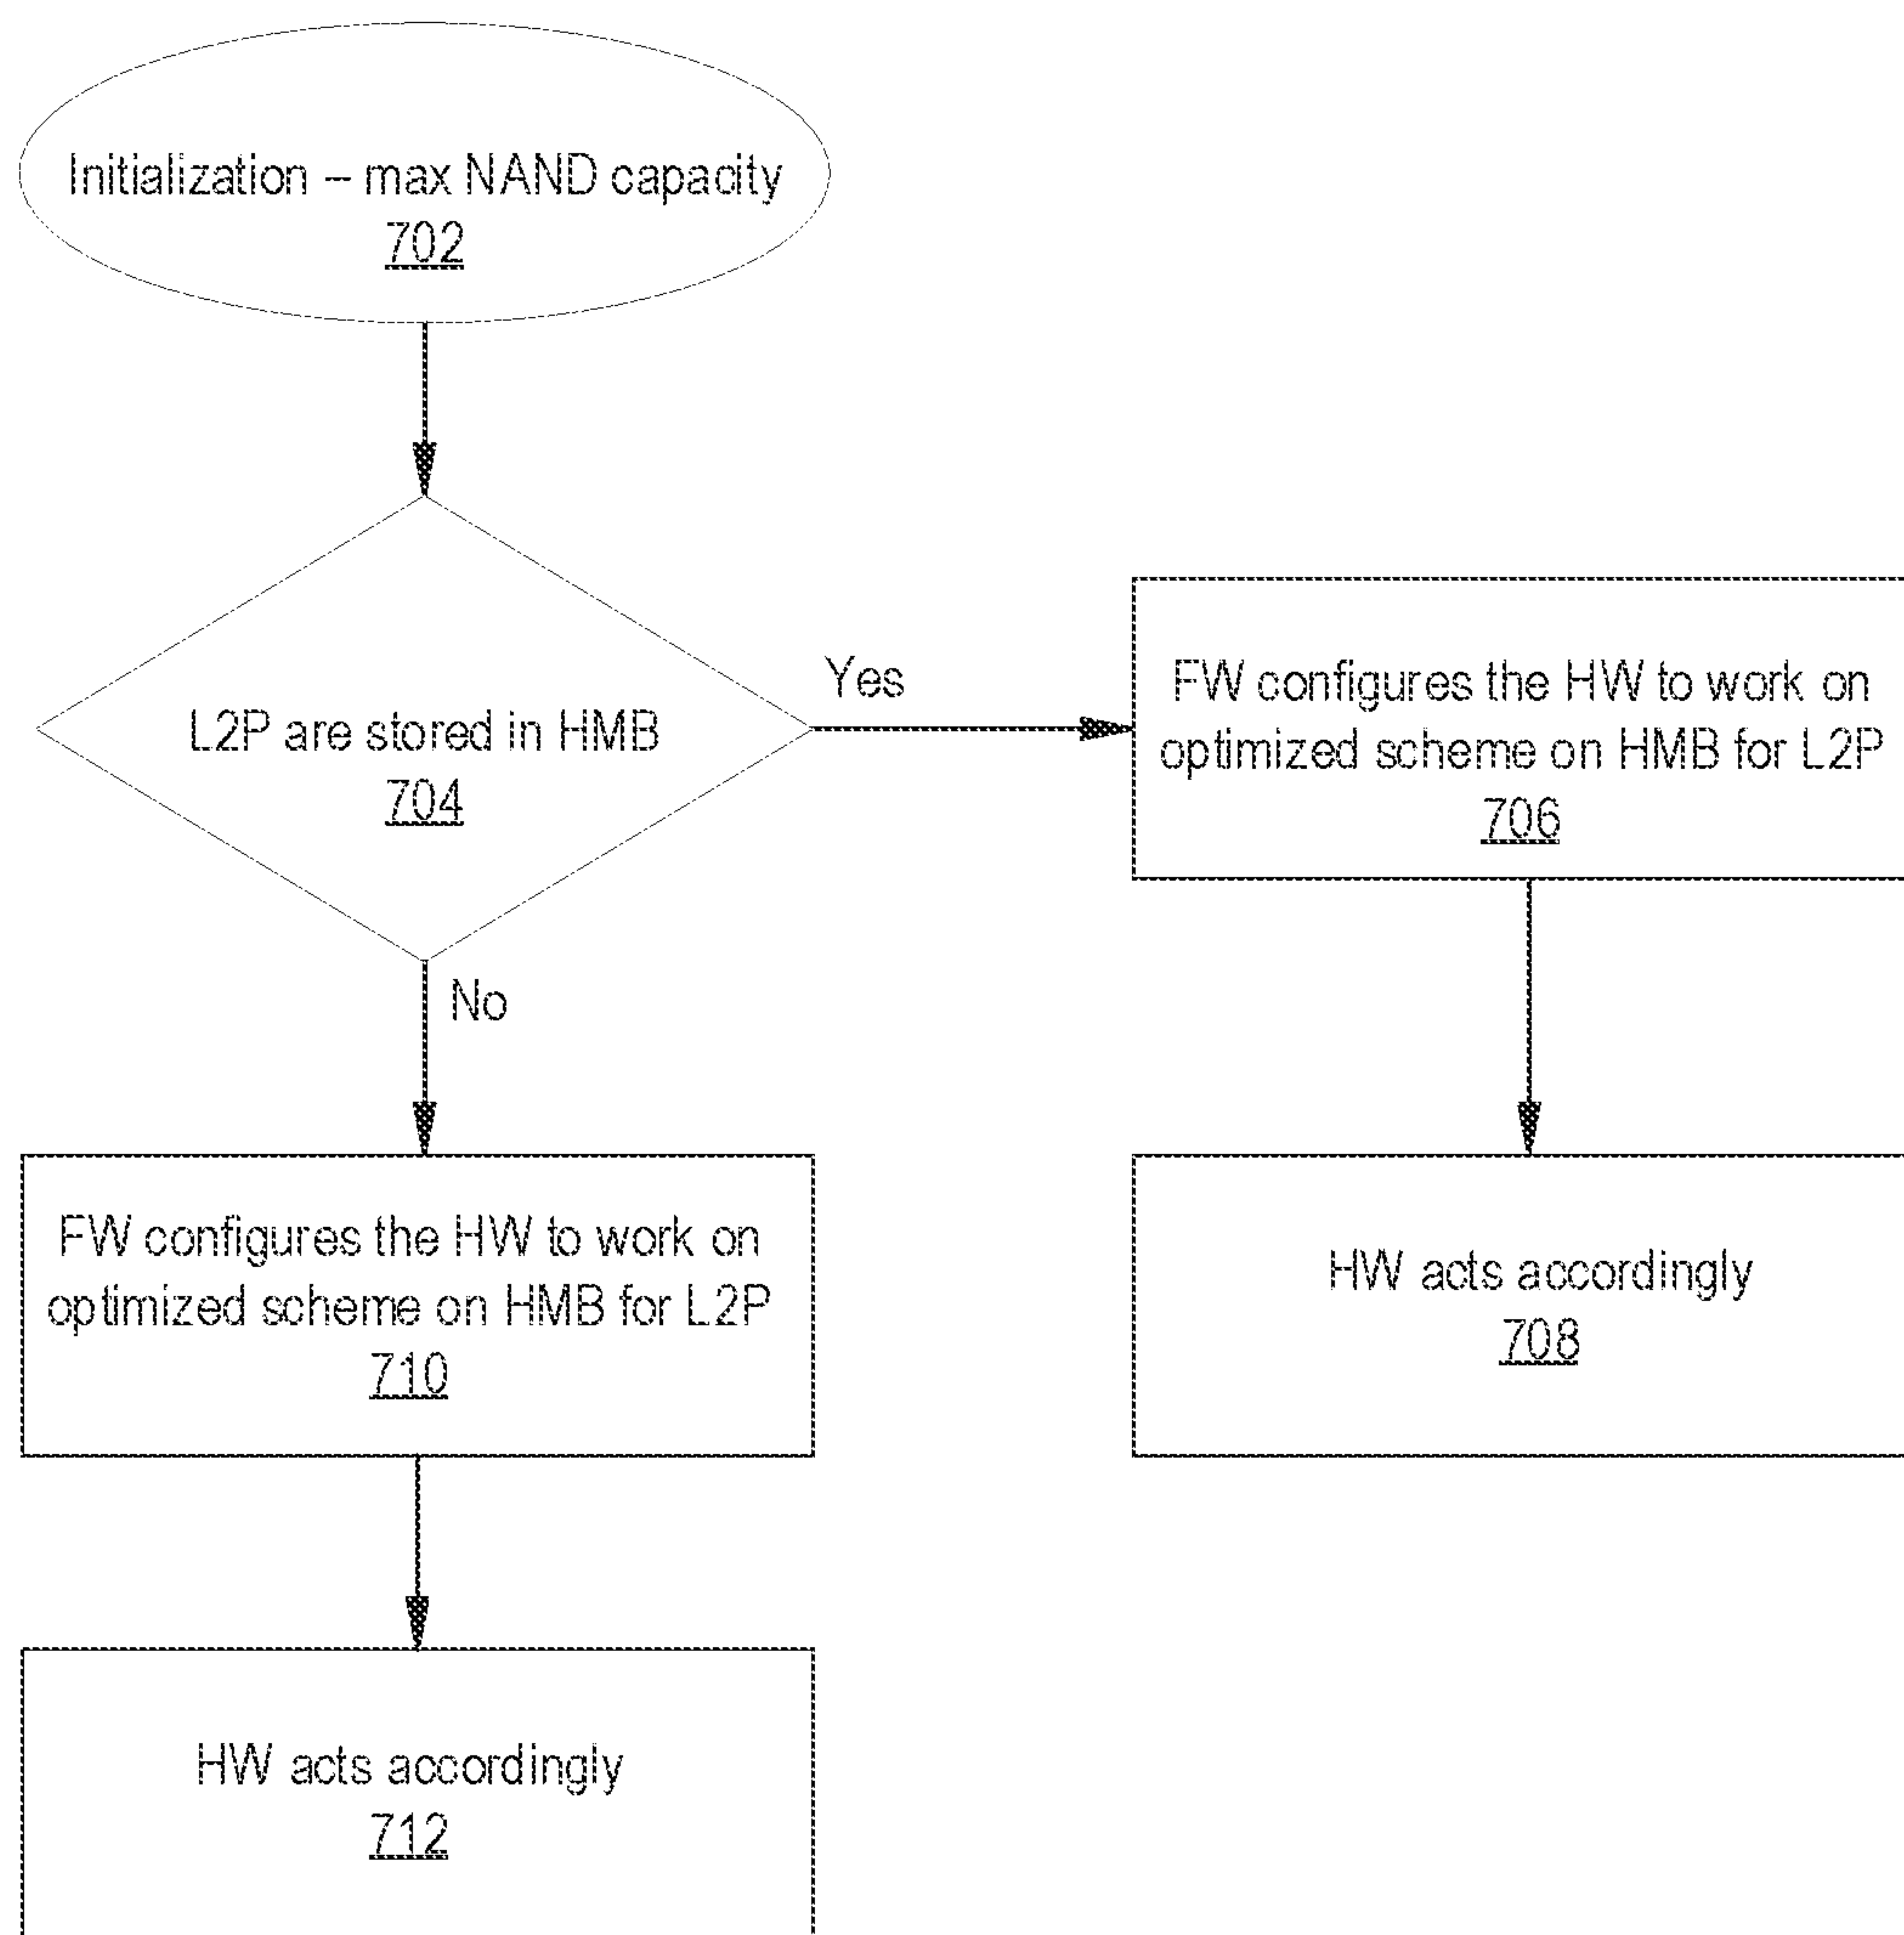 Initialization – max NAND capacity
702
L2P are stored in HMB
704
Yes
FW configures the HW to work on
optimized scheme on HMB for L2P
706
No
HW acts accordingly
708
FW configures the HW to work on
optimized scheme on HMB for L2P
710
HW acts accordingly
712